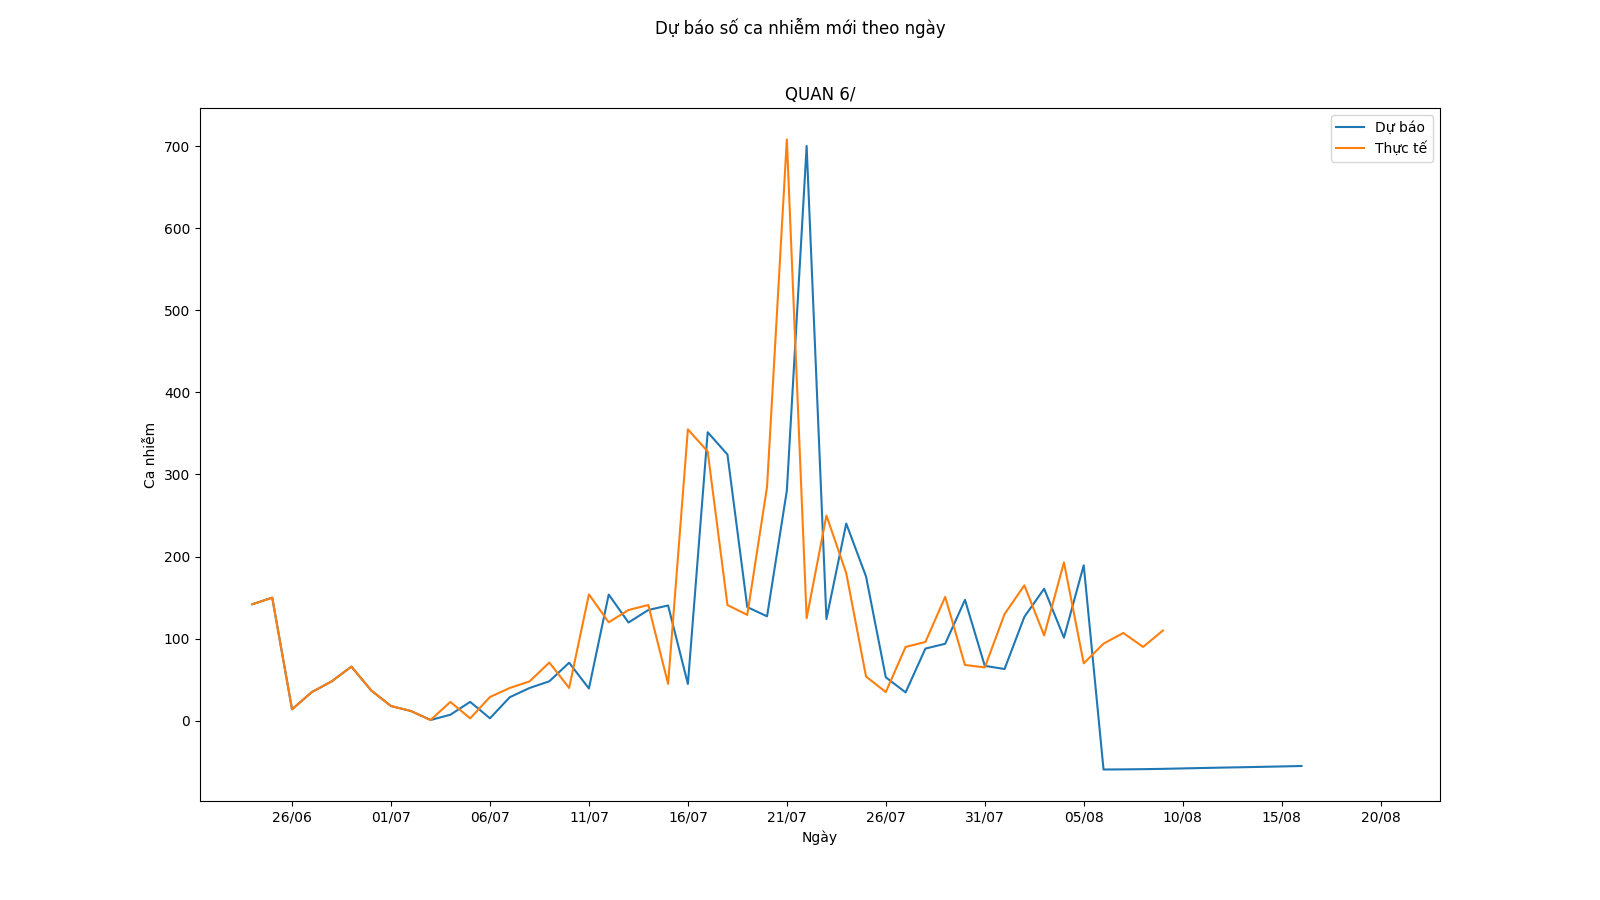 Dự báo số ca nhiễm mới theo ngày
QUAN 6/
Dự báo
Thực tế
700
600
500
400
300
200
100
0
Ca nhiễm
26/06 01/07 06/07 11/07 16/07 21/07 26/07 31/07 05/08 10/08 15/08 20/08
Ngày